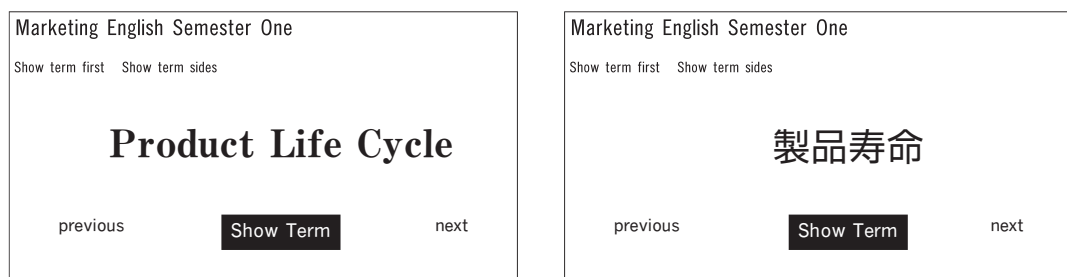 Marketing English Semester One
Show term first Show term sides
Product Life Cycle
previous Show Term next
Marketing English Semester One
Show term first Show term sides
製品寿命
previous Show Term next